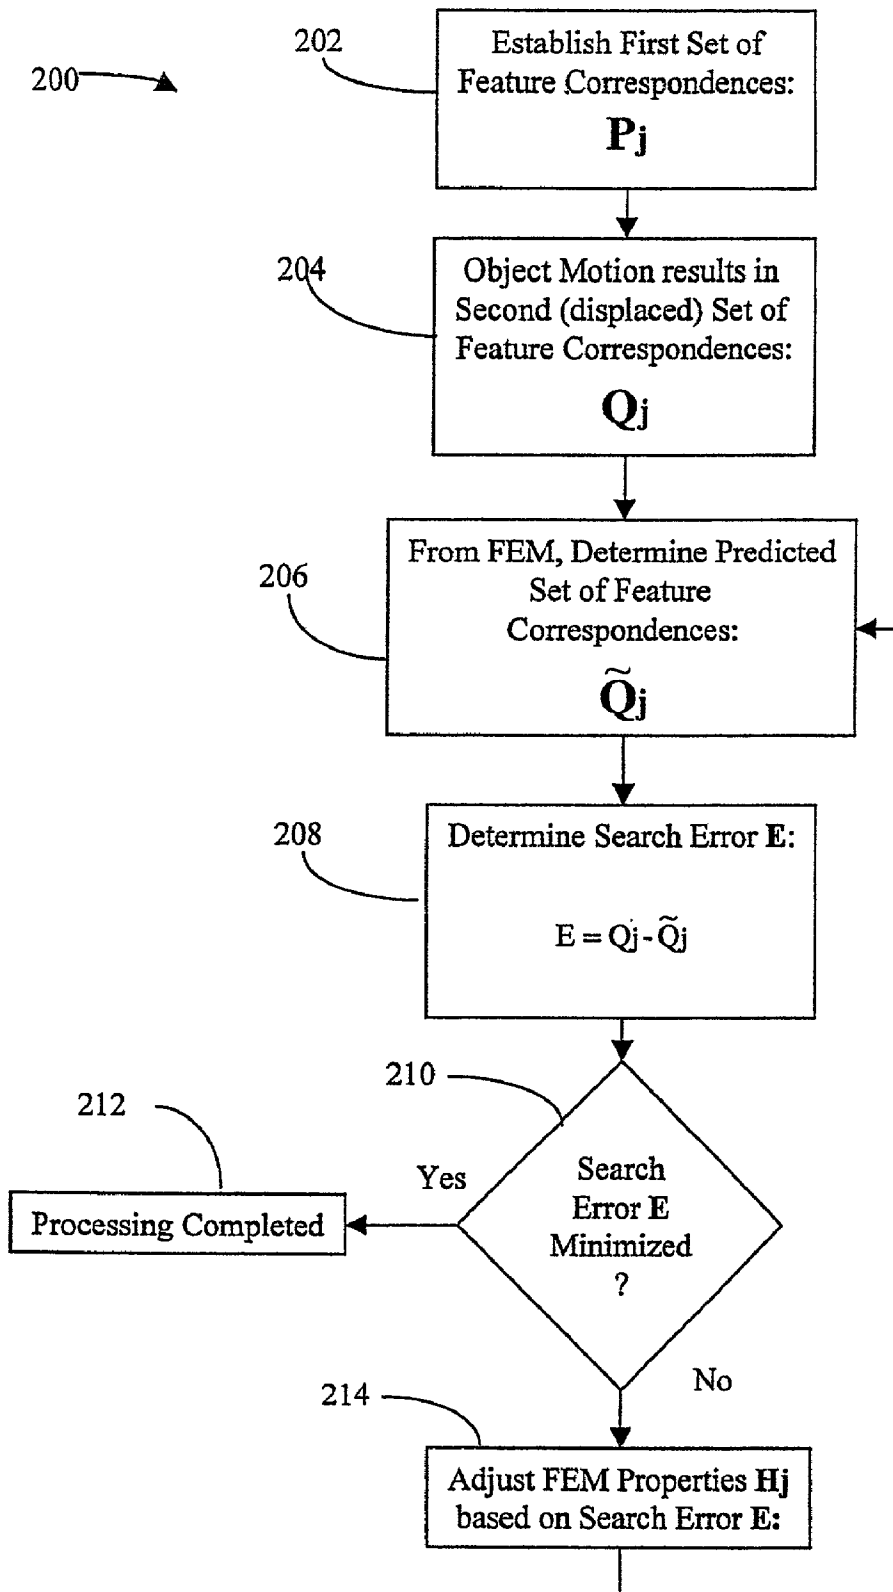 202
Establish First Set of
Feature Correspondences:
Pj
200
204
Object Motion results in
Second (displaced) Set of
Feature Correspondences:
Qj
206
From FEM, Determine Predicted
Set of Feature
Correspondences:
Q̃j
208
Determine Search Error E:
E = Qj - Q̃j
210
212
Yes
Search
Error E
Minimized
?
Processing Completed
No
214
Adjust FEM Properties Hj
based on Search Error E: